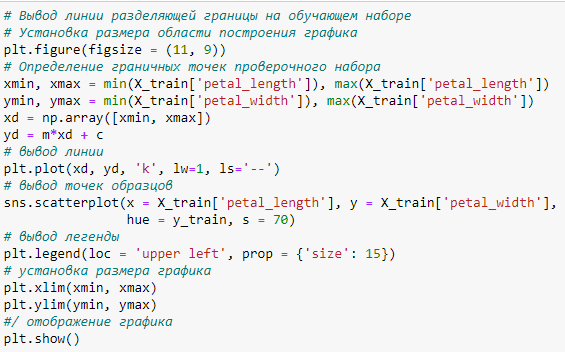 # Вывод линии разделяющей границы на обучающем наборе
# Установка размера области построения графика
plt.figure(figsize = (11, 9))
# Определение граничных точек проверочного набора
xmin, xmax = min(X_train['petal_length']), max(X_train['petal_length'])
ymin, ymax = min(X_train['petal_width']), max(X_train['petal_width'])
xd = np.array([xmin, xmax])
yd = m*xd + c
# вывод линии
plt.plot(xd, yd, 'k', lw=1, ls='--')
# вывод точек образцов
sns.scatterplot(x = X_train['petal_length'], y = X_train['petal_width'],
                hue = y_train, s = 70)
# вывод легенды
plt.legend(loc = 'upper left', prop = {'size': 15})
# установка размера графика
plt.xlim(xmin, xmax)
plt.ylim(ymin, ymax)
#/ отображение графика
plt.show()